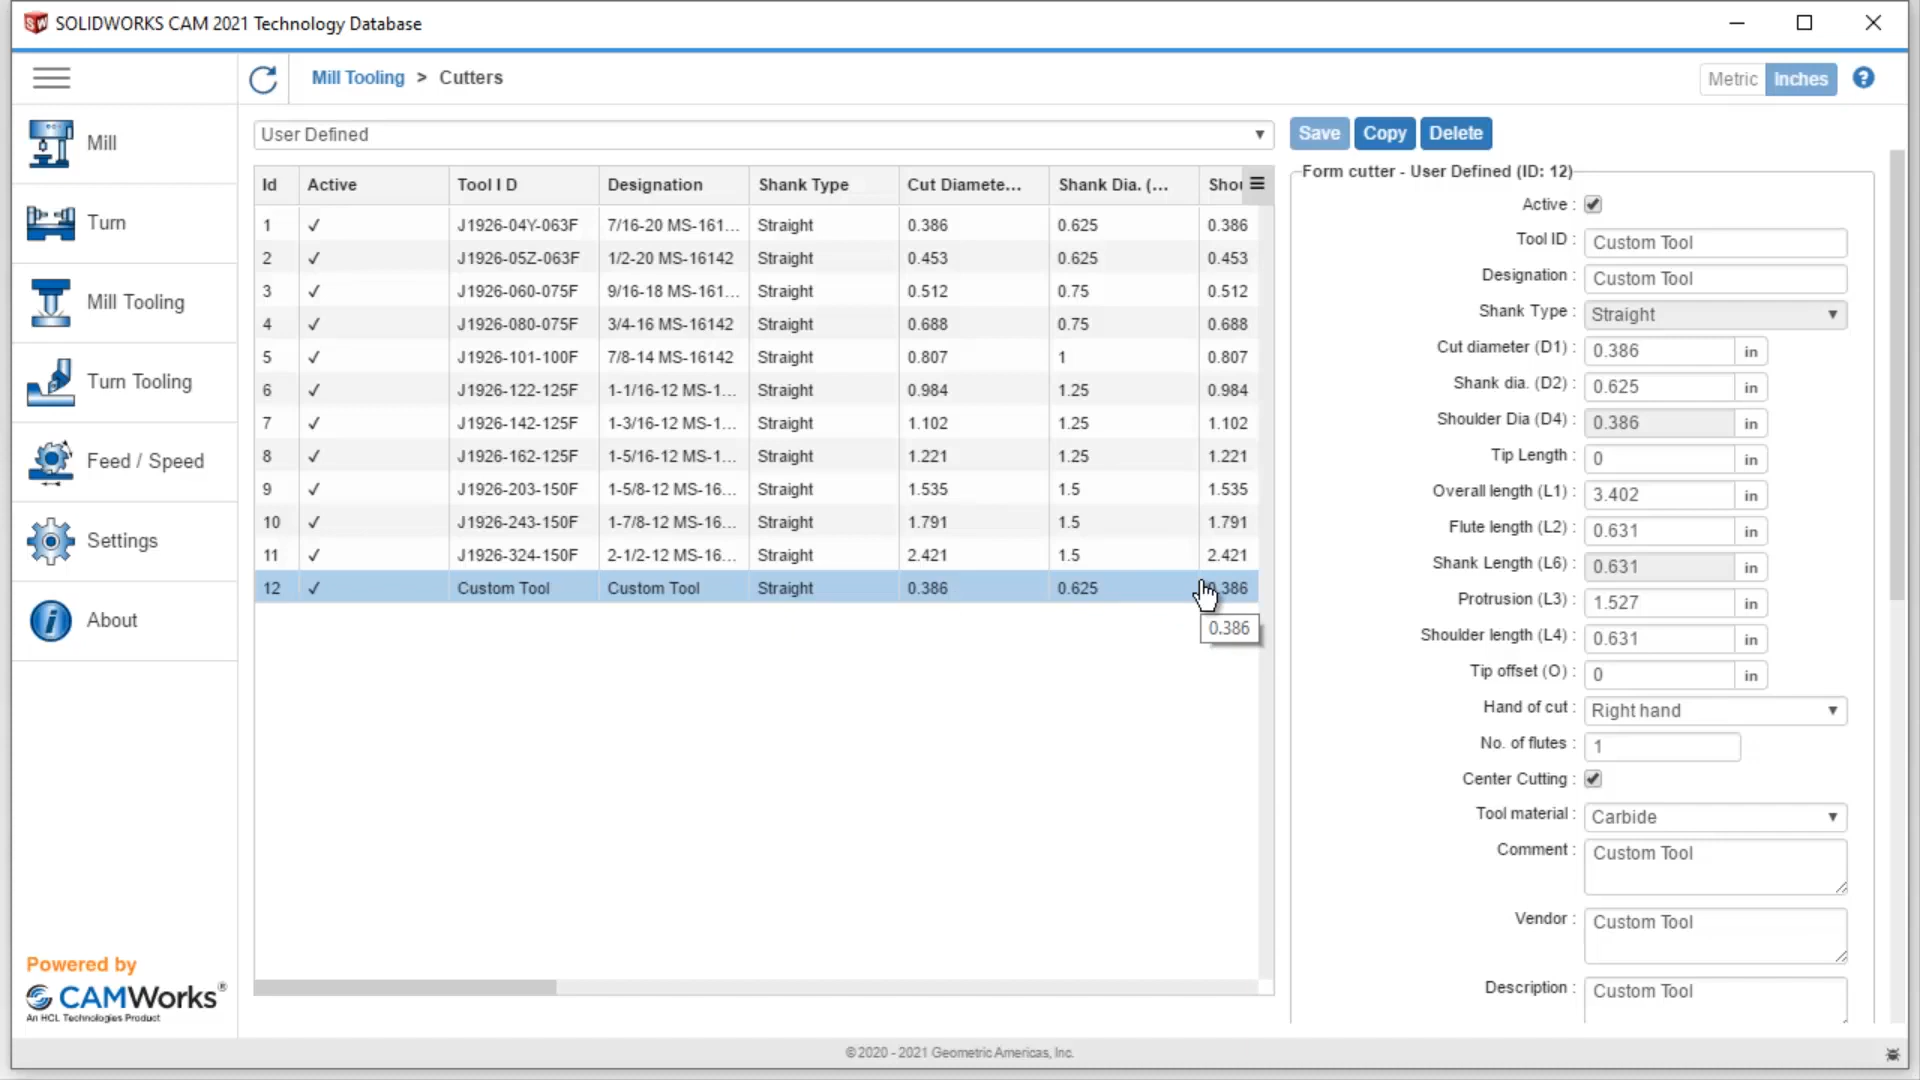 SOLIDWORKS CAM 2021 Technology Database
Mill Tooling > Cutters
Metric Inches
Mill
Turn
Mill Tooling
Turn Tooling
Feed / Speed
Settings
About
Powered by
CAMWorks®
An HCL Technologies Product
User Defined
Id Active Tool I D Designation Shank Type Cut Diamete... Shank Dia. (... Shou
1 ✓ J1926-04Y-063F 7/16-20 MS-161... Straight 0.386 0.625 0.386
2 ✓ J1926-05Z-063F 1/2-20 MS-16142 Straight 0.453 0.625 0.453
3 ✓ J1926-060-075F 9/16-18 MS-161... Straight 0.512 0.75 0.512
4 ✓ J1926-080-075F 3/4-16 MS-16142 Straight 0.688 0.75 0.688
5 ✓ J1926-101-100F 7/8-14 MS-16142 Straight 0.807 1 0.807
6 ✓ J1926-122-125F 1-1/16-12 MS-1... Straight 0.984 1.25 0.984
7 ✓ J1926-142-125F 1-3/16-12 MS-1... Straight 1.102 1.25 1.102
8 ✓ J1926-162-125F 1-5/16-12 MS-1... Straight 1.221 1.25 1.221
9 ✓ J1926-203-150F 1-5/8-12 MS-16... Straight 1.535 1.5 1.535
10 ✓ J1926-243-150F 1-7/8-12 MS-16... Straight 1.791 1.5 1.791
11 ✓ J1926-324-150F 2-1/2-12 MS-16... Straight 2.421 1.5 2.421
12 ✓ Custom Tool Custom Tool Straight 0.386 0.625 0.386
0.386
Save Copy Delete
Form cutter - User Defined (ID: 12)
Active :
Tool ID : Custom Tool
Designation : Custom Tool
Shank Type : Straight
Cut diameter (D1) : 0.386 in
Shank dia. (D2) : 0.625 in
Shoulder Dia (D4) : 0.386 in
Tip Length : 0 in
Overall length (L1) : 3.402 in
Flute length (L2) : 0.631 in
Shank Length (L6) : 0.631 in
Protrusion (L3) : 1.527 in
Shoulder length (L4) : 0.631 in
Tip offset (O) : 0 in
Hand of cut : Right hand
No. of flutes : 1
Center Cutting :
Tool material : Carbide
Comment : Custom Tool
Vendor : Custom Tool
Description : Custom Tool
© 2020 - 2021 Geometric Americas, Inc.